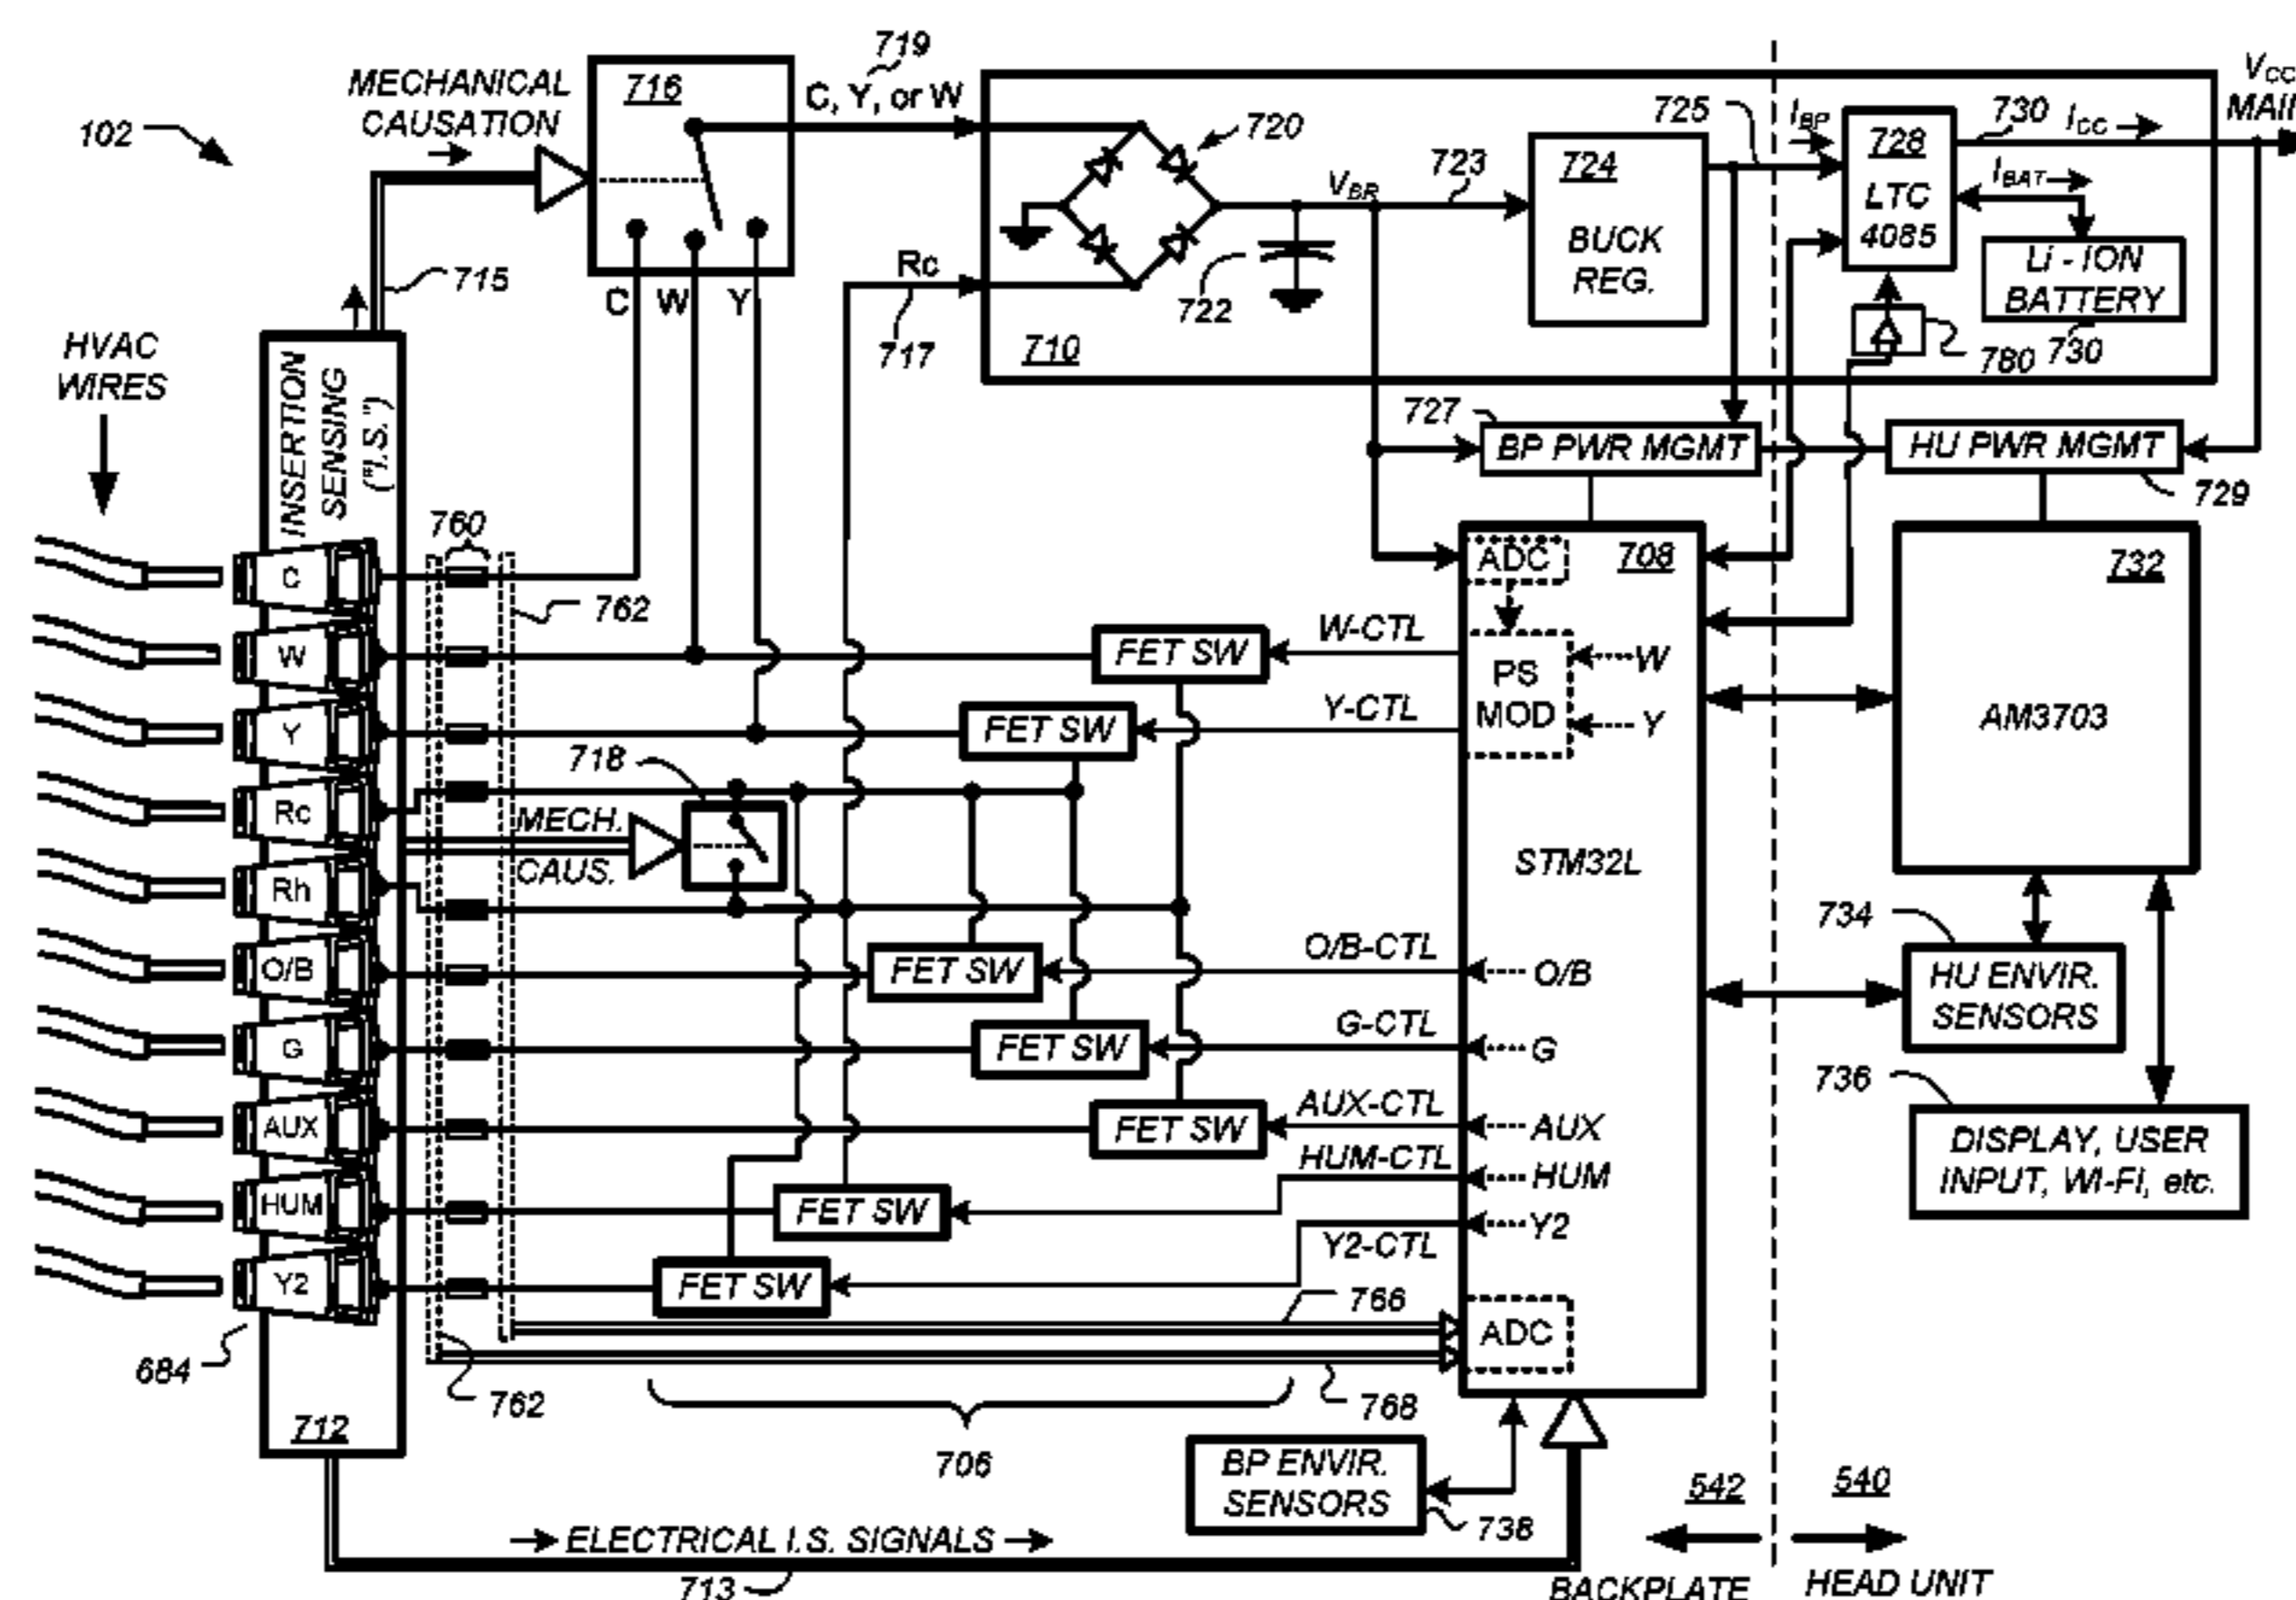 102
MECHANICAL
CAUSATION
716
719
C, Y, or W
C W Y
715
Rc
717
710
720
722
V_BR
723
724
BUCK
REG.
725
I_BP
728
LTC
4085
730
I_CC
V_CC
MAIN
I_BAT
Li - ION
BATTERY
730
780
727
BP PWR MGMT
HU PWR MGMT
729
HVAC
WIRES
INSERTION
SENSING
("I.S.")
760
762
C
W
Y
Rc
Rh
O/B
G
AUX
HUM
Y2
684
712
762
718
MECH.
CAUS.
FET SW
FET SW
FET SW
FET SW
FET SW
FET SW
FET SW
W-CTL
Y-CTL
O/B-CTL
G-CTL
AUX-CTL
HUM-CTL
Y2-CTL
ADC
708
PS
MOD
W
Y
STM32L
O/B
G
AUX
HUM
Y2
ADC
766
768
706
732
AM3703
734
HU ENVIR.
SENSORS
736
DISPLAY, USER
INPUT, WI-FI, etc.
BP ENVIR.
SENSORS
738
ELECTRICAL I.S. SIGNALS
713
542
540
BACKPLATE
HEAD UNIT